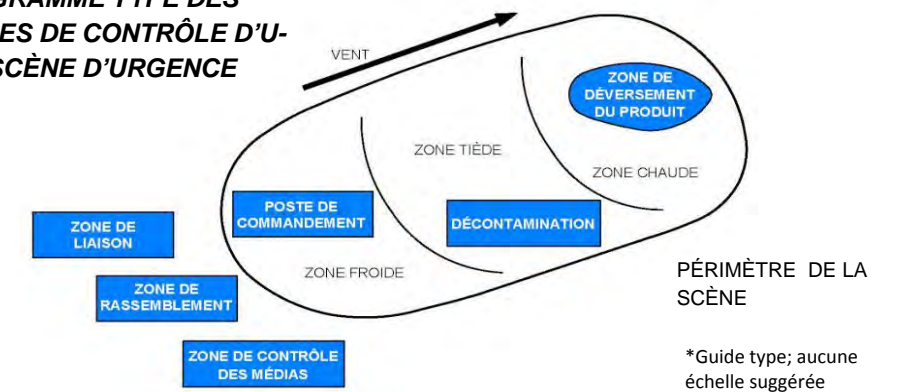 GRAMME TYPE DES
ES DE CONTRÔLE D'U-
SCÈNE D'URGENCE
VENT
ZONE DE
DÉVERSEMENT
DU PRODUIT
ZONE TIÈDE
ZONE CHAUDE
POSTE DE
COMMANDEMENT
DÉCONTAMINATION
ZONE DE
LIAISON
ZONE FROIDE
ZONE DE
RASSEMBLEMENT
PÉRIMÈTRE DE LA
SCÈNE
ZONE DE CONTRÔLE
DES MÉDIAS
*Guide type; aucune
échelle suggérée